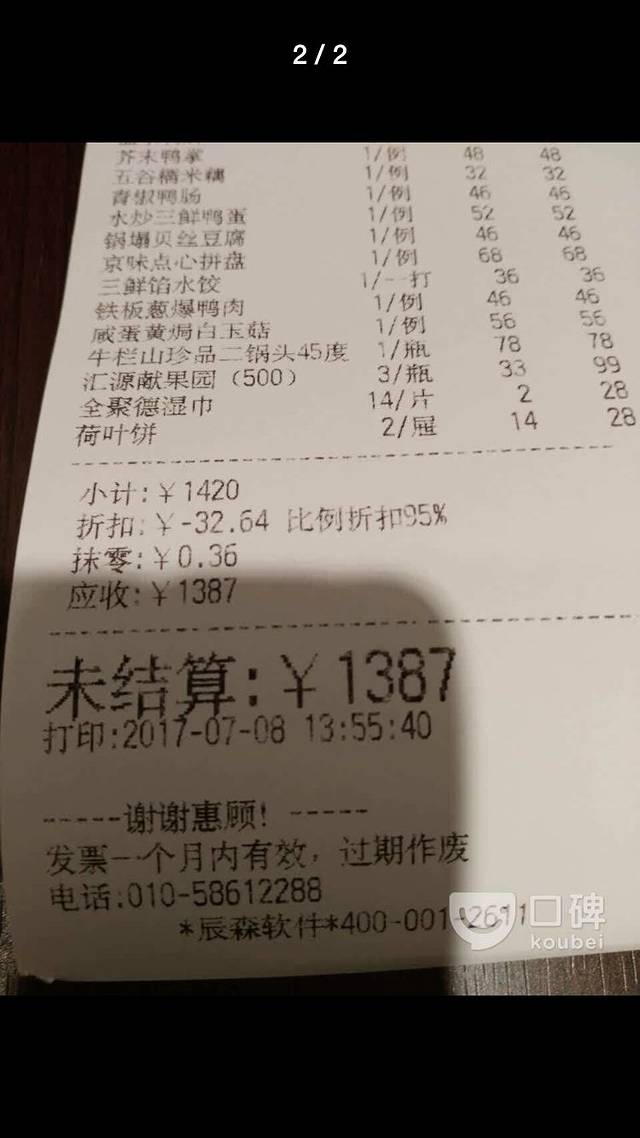 2 / 2
芥末鸭掌 1/例 48 48
五谷糯米藕 1/例 32 32
青椒鸭肠 1/例 46 46
水炒三鲜鸭蛋 1/例 52 52
锅塌贝丝豆腐 1/例 46 46
京味点心拼盘 1/例 68 68
三鲜馅水饺 1/一打 36 36
铁板葱爆鸭肉 1/例 46 46
咸蛋黄焗白玉菇 1/例 56 56
牛栏山珍品二锅头45度 1/瓶 78 78
汇源献果园（500） 3/瓶 33 99
全聚德湿巾 14/片 2 28
荷叶饼 2/屉 14 28
小计:￥1420
折扣:￥-32.64 比例折扣95%
抹零:￥0.36
应收:￥1387
未结算:￥1387
打印:2017-07-08 13:55:40
-----谢谢惠顾! -----
发票一个月内有效，过期作废
电话:010-58612288
*辰森软件*400-001-2611
口碑
koubei